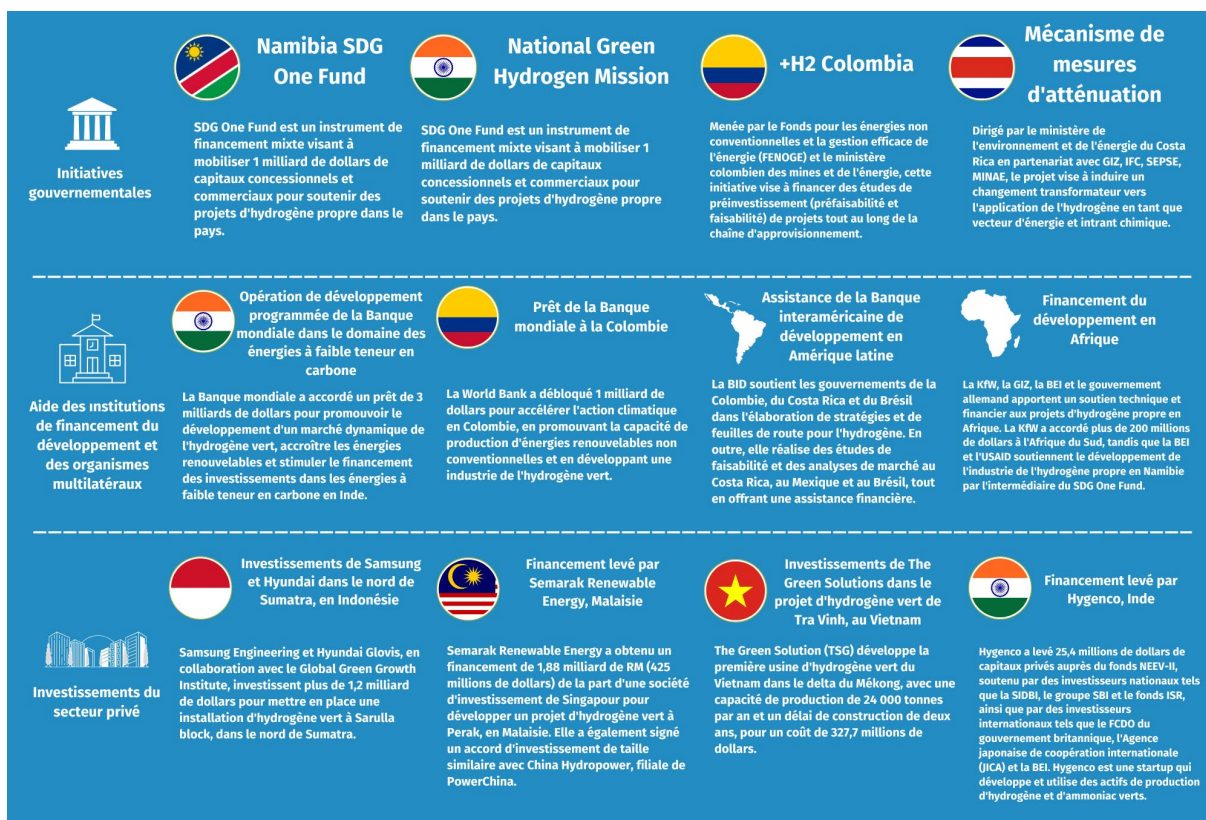 Namibia SDG
One Fund
National Green
Hydrogen Mission
+H2 Colombia
Mécanisme de
mesures
d'atténuation
Initiatives
gouvernementales
SDG One Fund est un instrument de
financement mixte visant à
mobiliser 1 milliard de dollars de
capitaux concessionnels et
commerciaux pour soutenir des
projets d'hydrogène propre dans le
pays.
SDG One Fund est un instrument de
financement mixte visant à mobiliser 1
milliard de dollars de capitaux
concessionnels et commerciaux pour
soutenir des projets d'hydrogène propre
dans le pays.
Menée par le Fonds pour les énergies non
conventionnelles et la gestion efficace de
l'énergie (FENOGE) et le ministère
colombien des mines et de l'énergie, cette
initiative vise à financer des études de
préinvestissement (préfaisabilité et
faisabilité) de projets tout au long de la
chaîne d'approvisionnement.
Dirigé par le ministère de
l'environnement et de l'énergie du Costa
Rica en partenariat avec GIZ, IFC, SEPSE,
MINAE, le projet vise à induire un
changement transformateur vers
l'application de l'hydrogène en tant que
vecteur d'énergie et intrant chimique.
Aide des institutions
de financement du
développement et
des organismes
multilatéraux
Opération de développement
programmée de la Banque
mondiale dans le domaine des
énergies à faible teneur en
carbone
La Banque mondiale a accordé un prêt de 3
milliards de dollars pour promouvoir le
développement d'un marché dynamique de
l'hydrogène vert, accroître les énergies
renouvelables et stimuler le financement
des investissements dans les énergies à
faible teneur en carbone en Inde.
Prêt de la Banque
mondiale à la Colombie
La World Bank a débloqué 1 milliard de
dollars pour accélérer l'action climatique
en Colombie, en promouvant la capacité de
production d'énergies renouvelables non
conventionnelles et en développant une
industrie de l'hydrogène vert.
Assistance de la Banque
interaméricaine de
développement en
Amérique latine
La BID soutient les gouvernements de la
Colombie, du Costa Rica et du Brésil
dans l'élaboration de stratégies et de
feuilles de route pour l'hydrogène. En
outre, elle réalise des études de
faisabilité et des analyses de marché au
Costa Rica, au Mexique et au Brésil, tout
en offrant une assistance financière.
Financement du
développement en
Afrique
La KfW, la GIZ, la BEI et le gouvernement
allemand apportent un soutien technique et
financier aux projets d'hydrogène propre en
Afrique. La KfW a accordé plus de 200 millions
de dollars à l'Afrique du Sud, tandis que la BEI
et l'USAID soutiennent le développement de
l'industrie de l'hydrogène propre en Namibie
par l'intermédiaire du SDG One Fund.
Investissements du
secteur privé
Investissements de Samsung
et Hyundai dans le nord de
Sumatra, en Indonésie
Samsung Engineering et Hyundai Glovis, en
collaboration avec le Global Green Growth
Institute, investissent plus de 1,2 milliard
de dollars pour mettre en place une
installation d'hydrogène vert à Sarulla
block, dans le nord de Sumatra.
Financement levé par
Semarak Renewable
Energy, Malaisie
Semarak Renewable Energy a obtenu un
financement de 1,88 milliard de RM (425
millions de dollars) de la part d'une société
d'investissement de Singapour pour
développer un projet d'hydrogène vert à
Perak, en Malaisie. Elle a également signé
un accord d'investissement de taille
similaire avec China Hydropower, filiale de
PowerChina.
Investissements de The
Green Solutions dans le
projet d'hydrogène vert de
Tra Vinh, au Vietnam
The Green Solution (TSG) développe la
première usine d'hydrogène vert du
Vietnam dans le delta du Mékong, avec une
capacité de production de 24 000 tonnes
par an et un délai de construction de deux
ans, pour un coût de 327,7 millions de
dollars.
Financement levé par
Hygenco, Inde
Hygenco a levé 25,4 millions de dollars de
capitaux privés auprès du fonds NEEV-II,
soutenu par des investisseurs nationaux tels
que la SIDBI, le groupe SBI et le fonds ISR,
ainsi que par des investisseurs
internationaux tels que le FCDO du
gouvernement britannique, l'Agence
japonaise de coopération internationale
(JICA) et la BEI. Hygenco est une startup qui
développe et utilise des actifs de production
d'hydrogène et d'ammoniac verts.